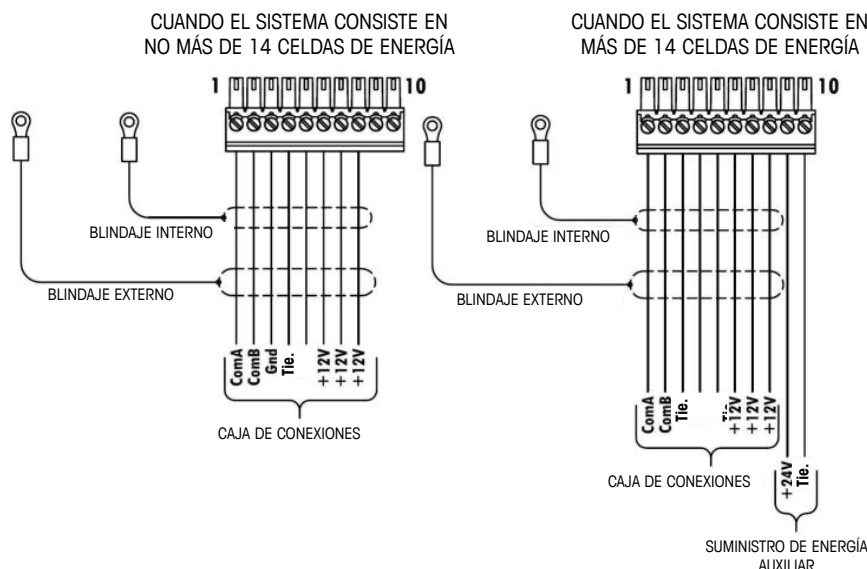 CUANDO EL SISTEMA CONSISTE EN
NO MÁS DE 14 CELDAS DE ENERGÍA
1
10
BLINDAJE INTERNO
BLINDAJE EXTERNO
ComA
ComB
Gnd
Tie.
+12V
+12V
+12V
CAJA DE CONEXIONES
CUANDO EL SISTEMA CONSISTE EN
MÁS DE 14 CELDAS DE ENERGÍA
1
10
BLINDAJE INTERNO
BLINDAJE EXTERNO
ComA
ComB
Tie.
+12V
+12V
+12V
CAJA DE CONEXIONES
+24V
Tie.
SUMINISTRO DE ENERGÍA
AUXILIAR